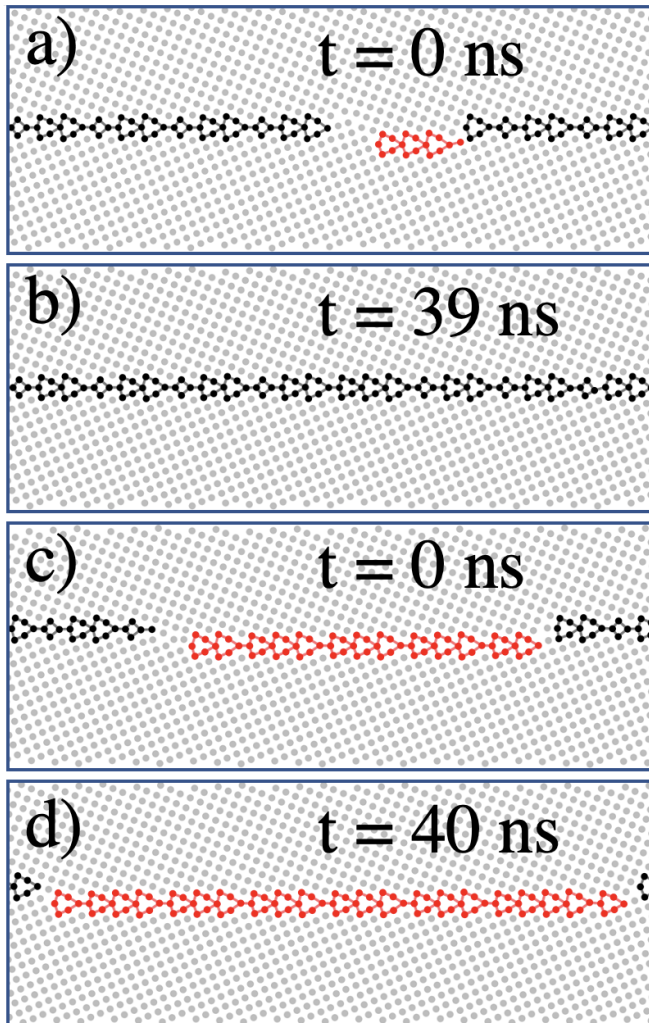 a) t = 0 ns
b) t = 39 ns
c) t = 0 ns
d) t = 40 ns